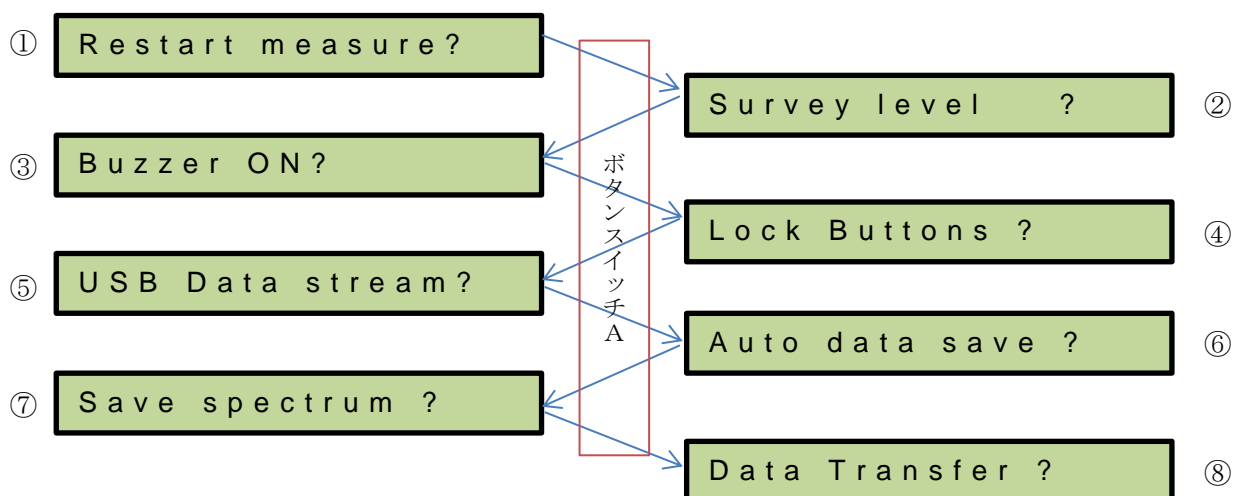 ① Restart measure?
Survey level ? ②
③ Buzzer ON?
Lock Buttons ? ④
⑤ USB Data stream?
Auto data save ? ⑥
⑦ Save spectrum ?
Data Transfer ? ⑧
ボタンスイッチA